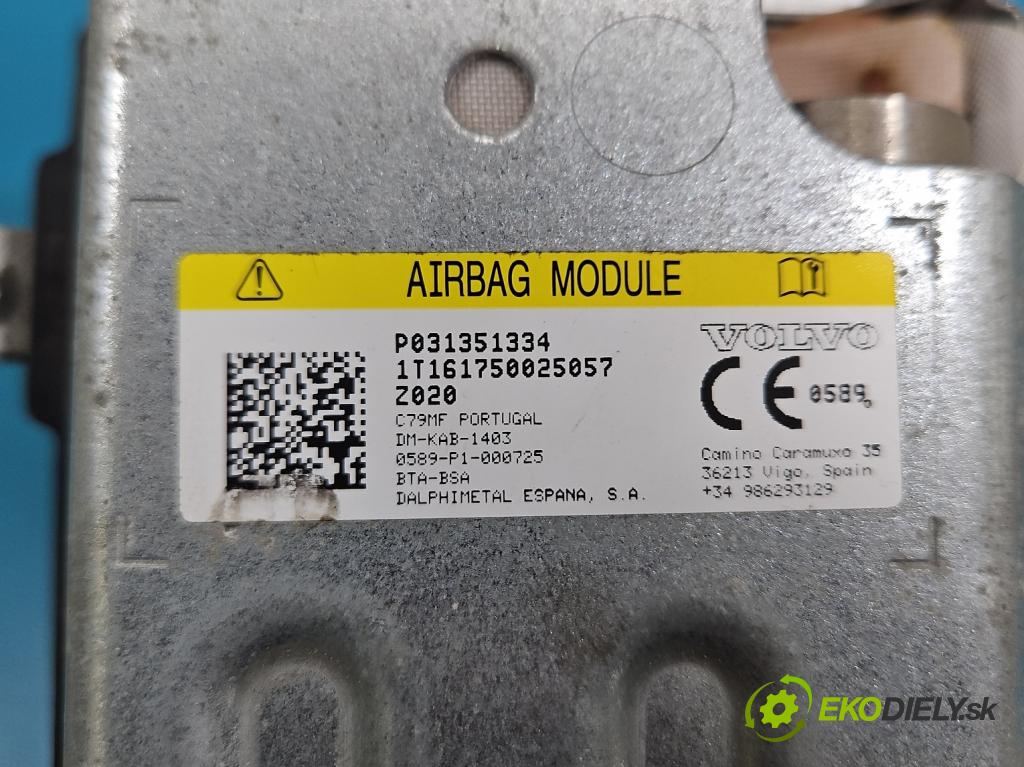 AIRBAG MODULE
P031351334
1T161750025057
Z020
C79MF PORTUGAL
DM-KAB-1403
0589-P1-000725
BTA-BSA
DALPHIMETAL ESPANA, S.A.
VOLVO
CE 0589
Camino Caramuxo 35
36213 Vigo, Spain
+34 986293129
EKODIELY.sk